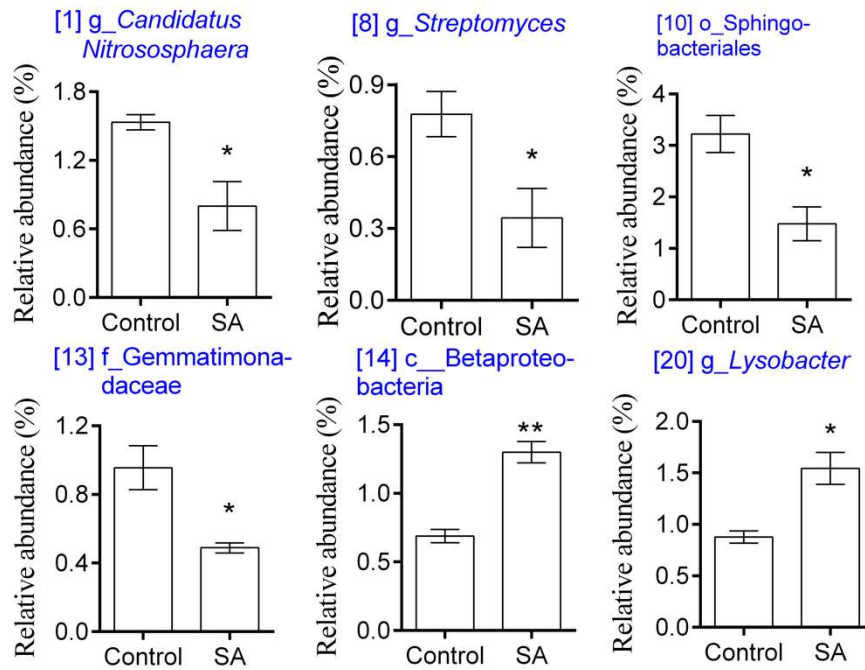 [1] g_Candidatus
Nitrososphaera
Relative abundance (%)
1.8
1.2
0.6
0.0
*
Control SA
[8] g_Streptomyces
Relative abundance (%)
0.9
0.6
0.3
0.0
*
Control SA
[10] o_Sphingo-
bacteriales
Relative abundance (%)
4
3
2
1
0
*
Control SA
[13] f_Gemmatimona-
daceae
Relative abundance (%)
1.2
0.8
0.4
0.0
*
Control SA
[14] c__Betaproteo-
bacteria
Relative abundance (%)
1.5
1.0
0.5
0.0
**
Control SA
[20] g_Lysobacter
Relative abundance (%)
2.0
1.5
1.0
0.5
0.0
*
Control SA